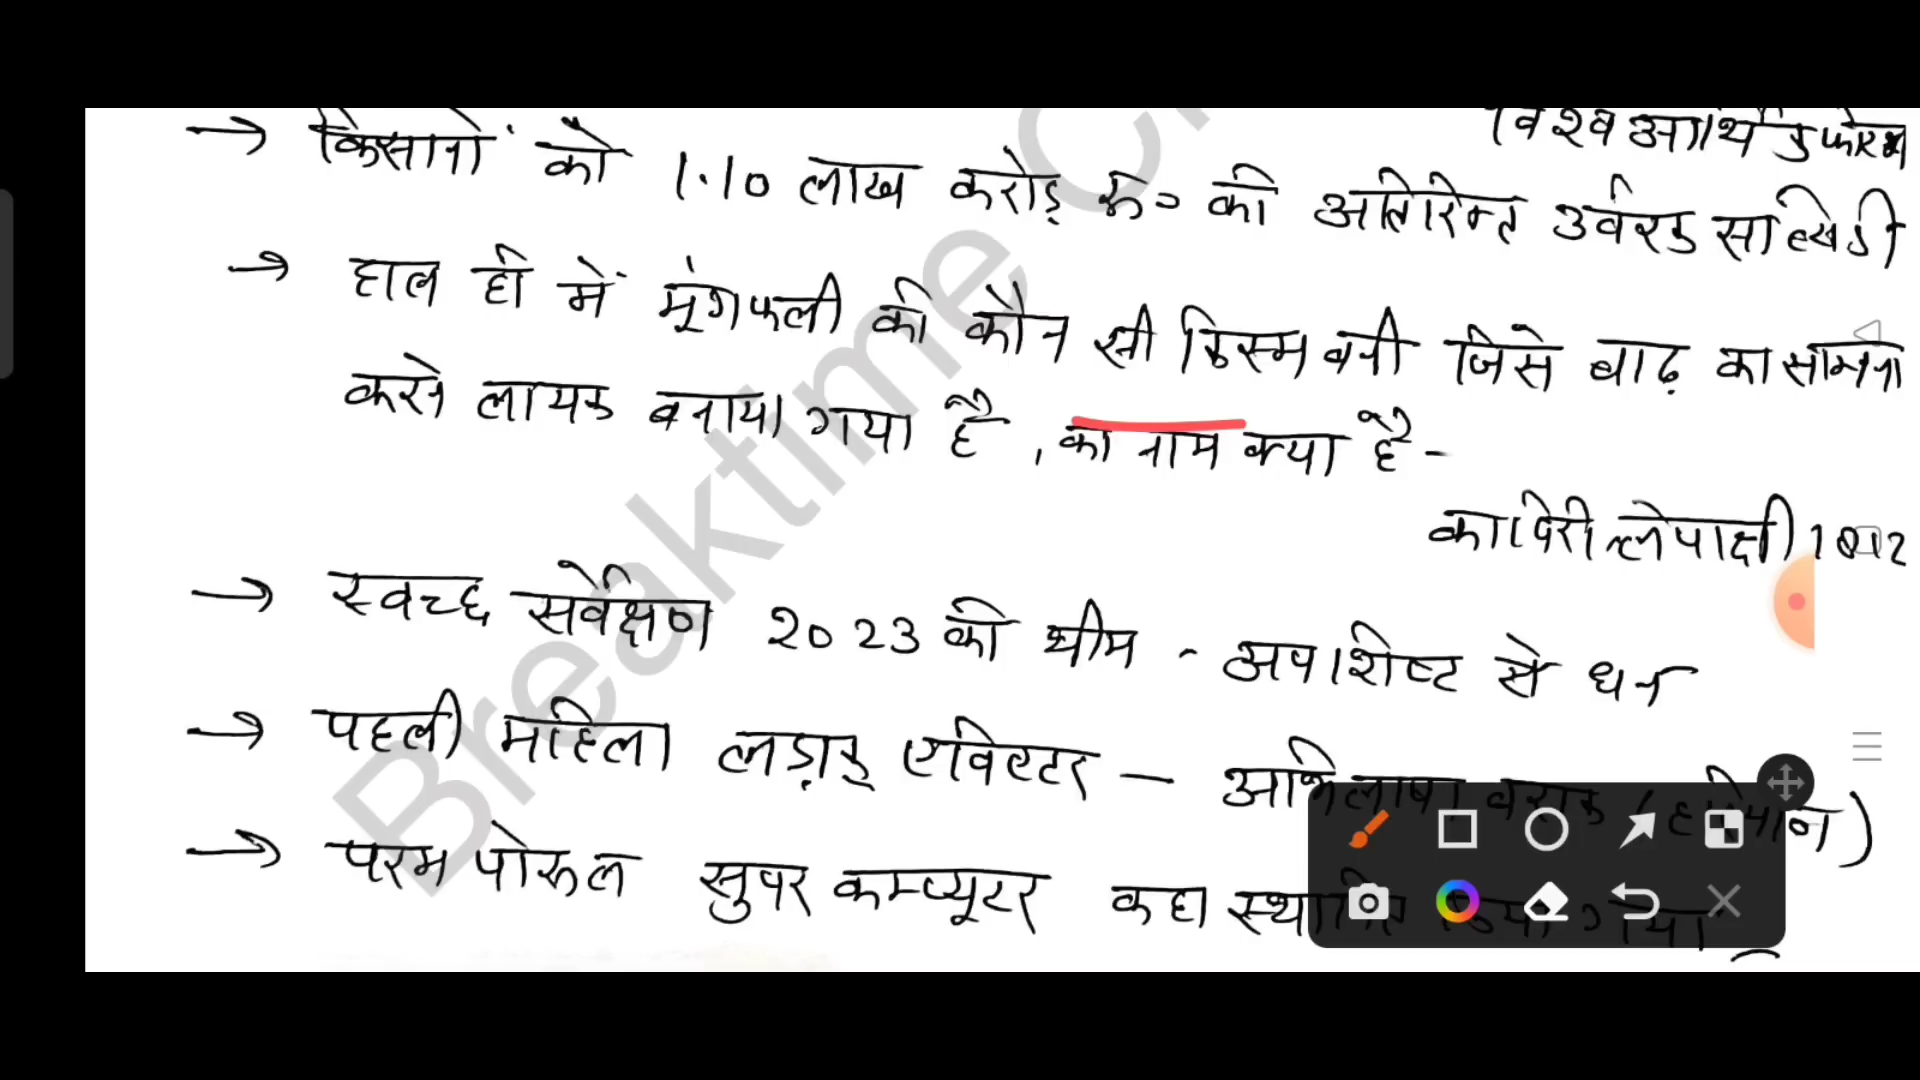 विश्व आर्थिक फोरम
→ किसानों को 1.10 लाख करोड़ रू० की अतिरिक्त उर्वरक सब्सिडी
→ हाल ही में मूंगफली की कौन सी किस्म बनी जिसे बाढ़ का सामना
करने लायक बनाया गया है, का नाम क्या है -
कादिरी लेपाक्षी 1812
→ स्वच्छ सर्वेक्षण 2023 की थीम - अपशिष्ट से धन
→ पहली महिला लड़ाकू एविएटर — अभिलाषा बराक
→ परम पोरूल सुपर कम्प्यूटर कहा स्थापित किया गया
Breaktime